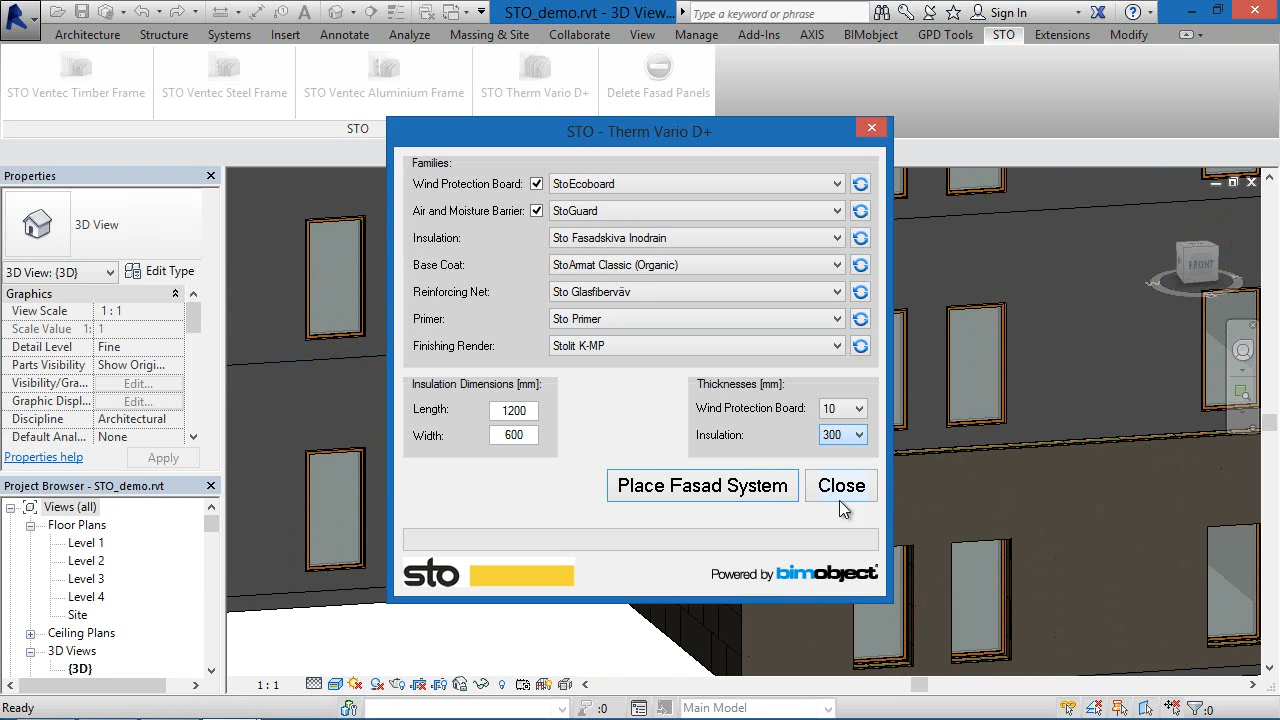 STO_demo.rvt - 3D View...
Type a keyword or phrase
Sign In
Architecture Structure Systems Insert Annotate Analyze Massing & Site Collaborate View Manage Add-Ins AXIS BIMobject GPD Tools STO Extensions Modify
STO Ventec Timber Frame STO Ventec Steel Frame STO Ventec Aluminium Frame STO Therm Vario D+ Delete Fasad Panels
STO
STO - Therm Vario D+
Families:
Wind Protection Board: StoEcoboard
Air and Moisture Barrier: StoGuard
Insulation: Sto Fasadskiva Inodrain
Base Coat: StoArmat Classic (Organic)
Reinforcing Net: Sto Glasfiberväv
Primer: Sto Primer
Finishing Render: Stolit K-MP
Insulation Dimensions [mm]:
Length: 1200
Width: 600
Thicknesses [mm]:
Wind Protection Board: 10
Insulation: 300
Place Fasad System Close
sto
Powered by bimobject
Properties
3D View
3D View: {3D} Edit Type
Graphics
View Scale 1 : 1
Scale Value 1: 1
Detail Level Fine
Parts Visibility Show Origi...
Visibility/Gra... Edit...
Graphic Displ... Edit...
Discipline Architectural
Default Anal... None
Properties help Apply
Project Browser - STO_demo.rvt
Views (all)
Floor Plans
Level 1
Level 2
Level 3
Level 4
Site
Ceiling Plans
3D Views
{3D}
FRONT
1 : 1
Ready
:0
Main Model
:0